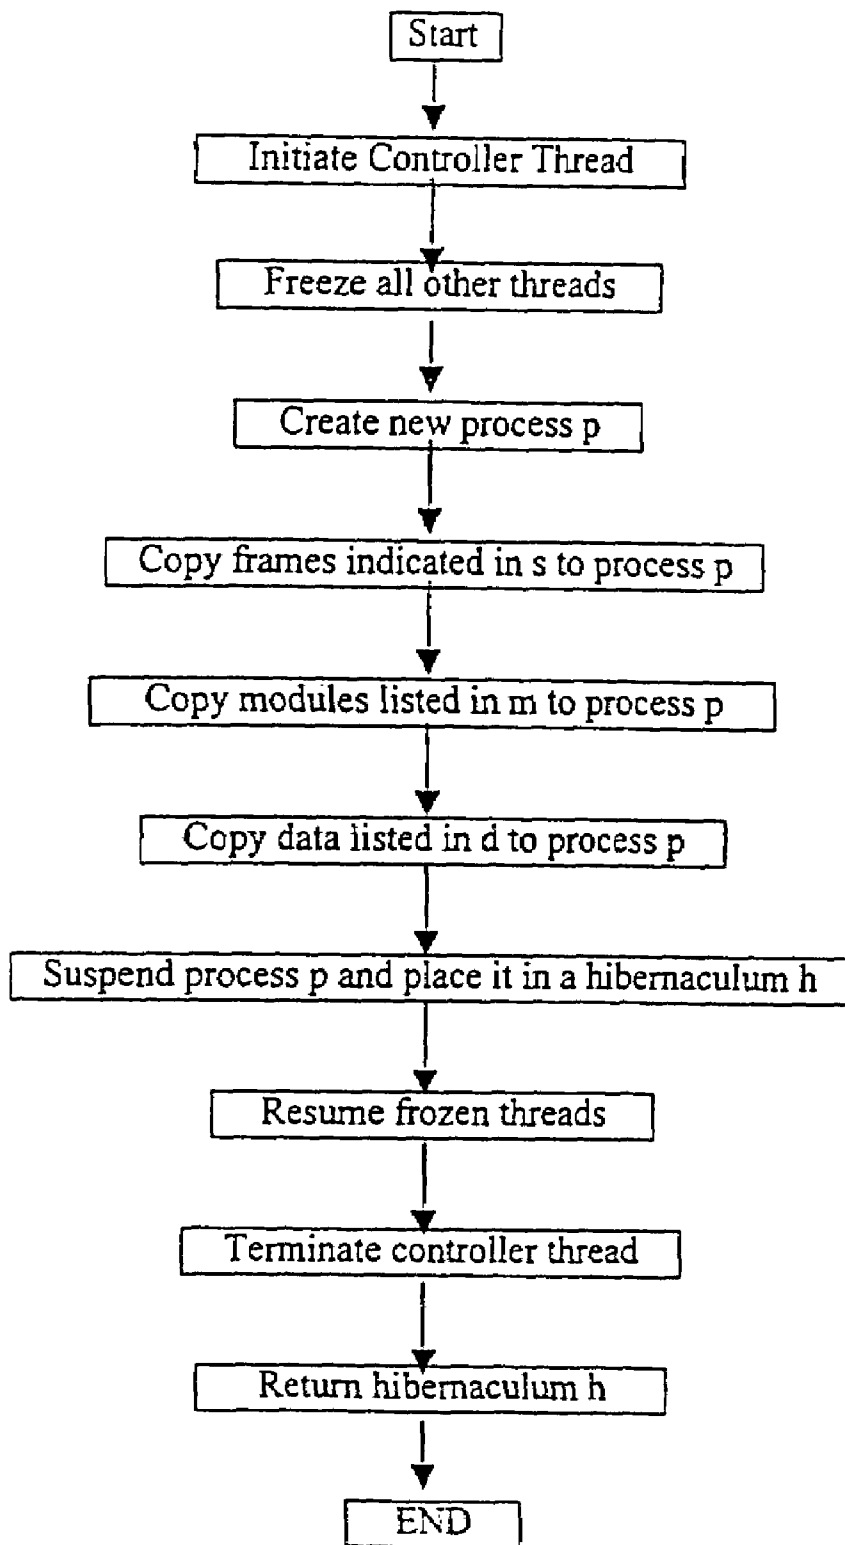 Start
Initiate Controller Thread
Freeze all other threads
Create new process p
Copy frames indicated in s to process p
Copy modules listed in m to process p
Copy data listed in d to process p
Suspend process p and place it in a hibernaculum h
Resume frozen threads
Terminate controller thread
Return hibernaculum h
END